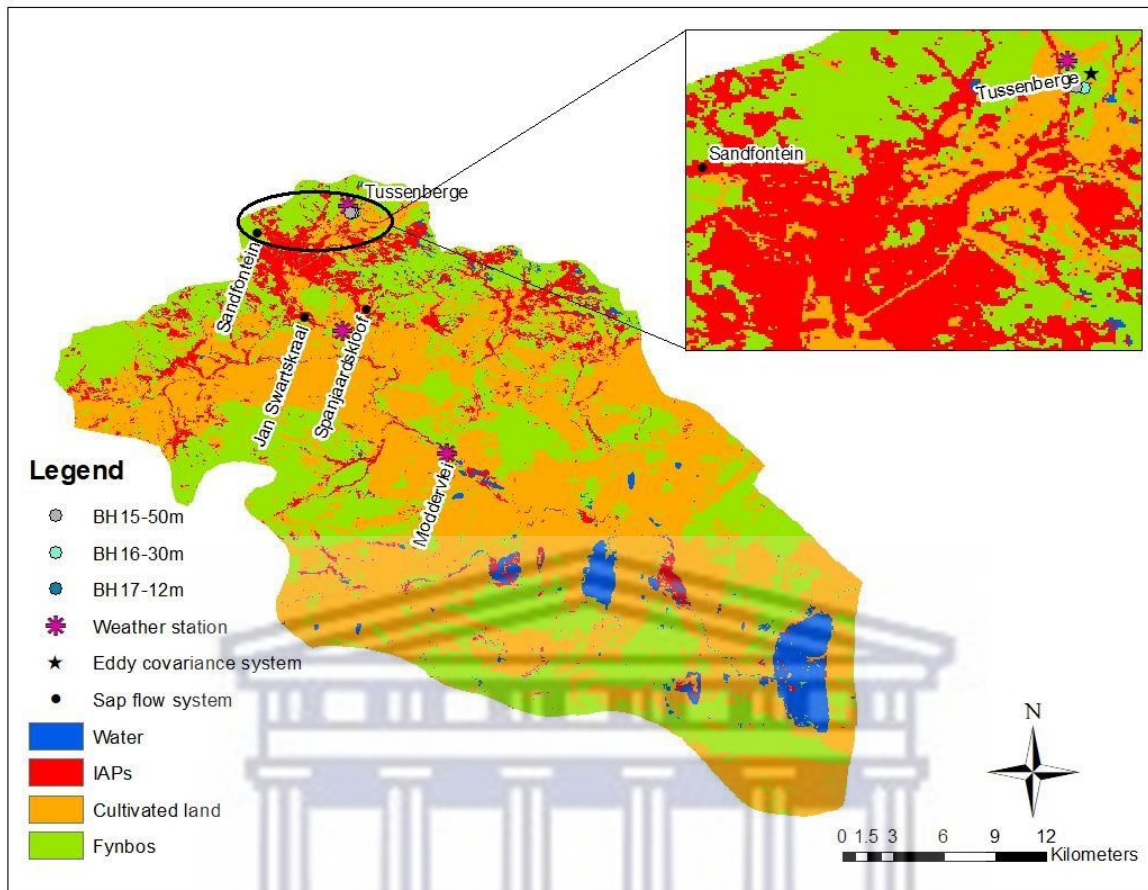 Tussenberge
Sandfontein
Tussenberge
Sandfontein
Jan Swartskraal
Spanjaardskloof
Moddervlei
Legend
BH15-50m
BH16-30m
BH17-12m
Weather station
Eddy covariance system
Sap flow system
Water
IAPs
Cultivated land
Fynbos
N
0 1.5 3 6 9 12
Kilometers